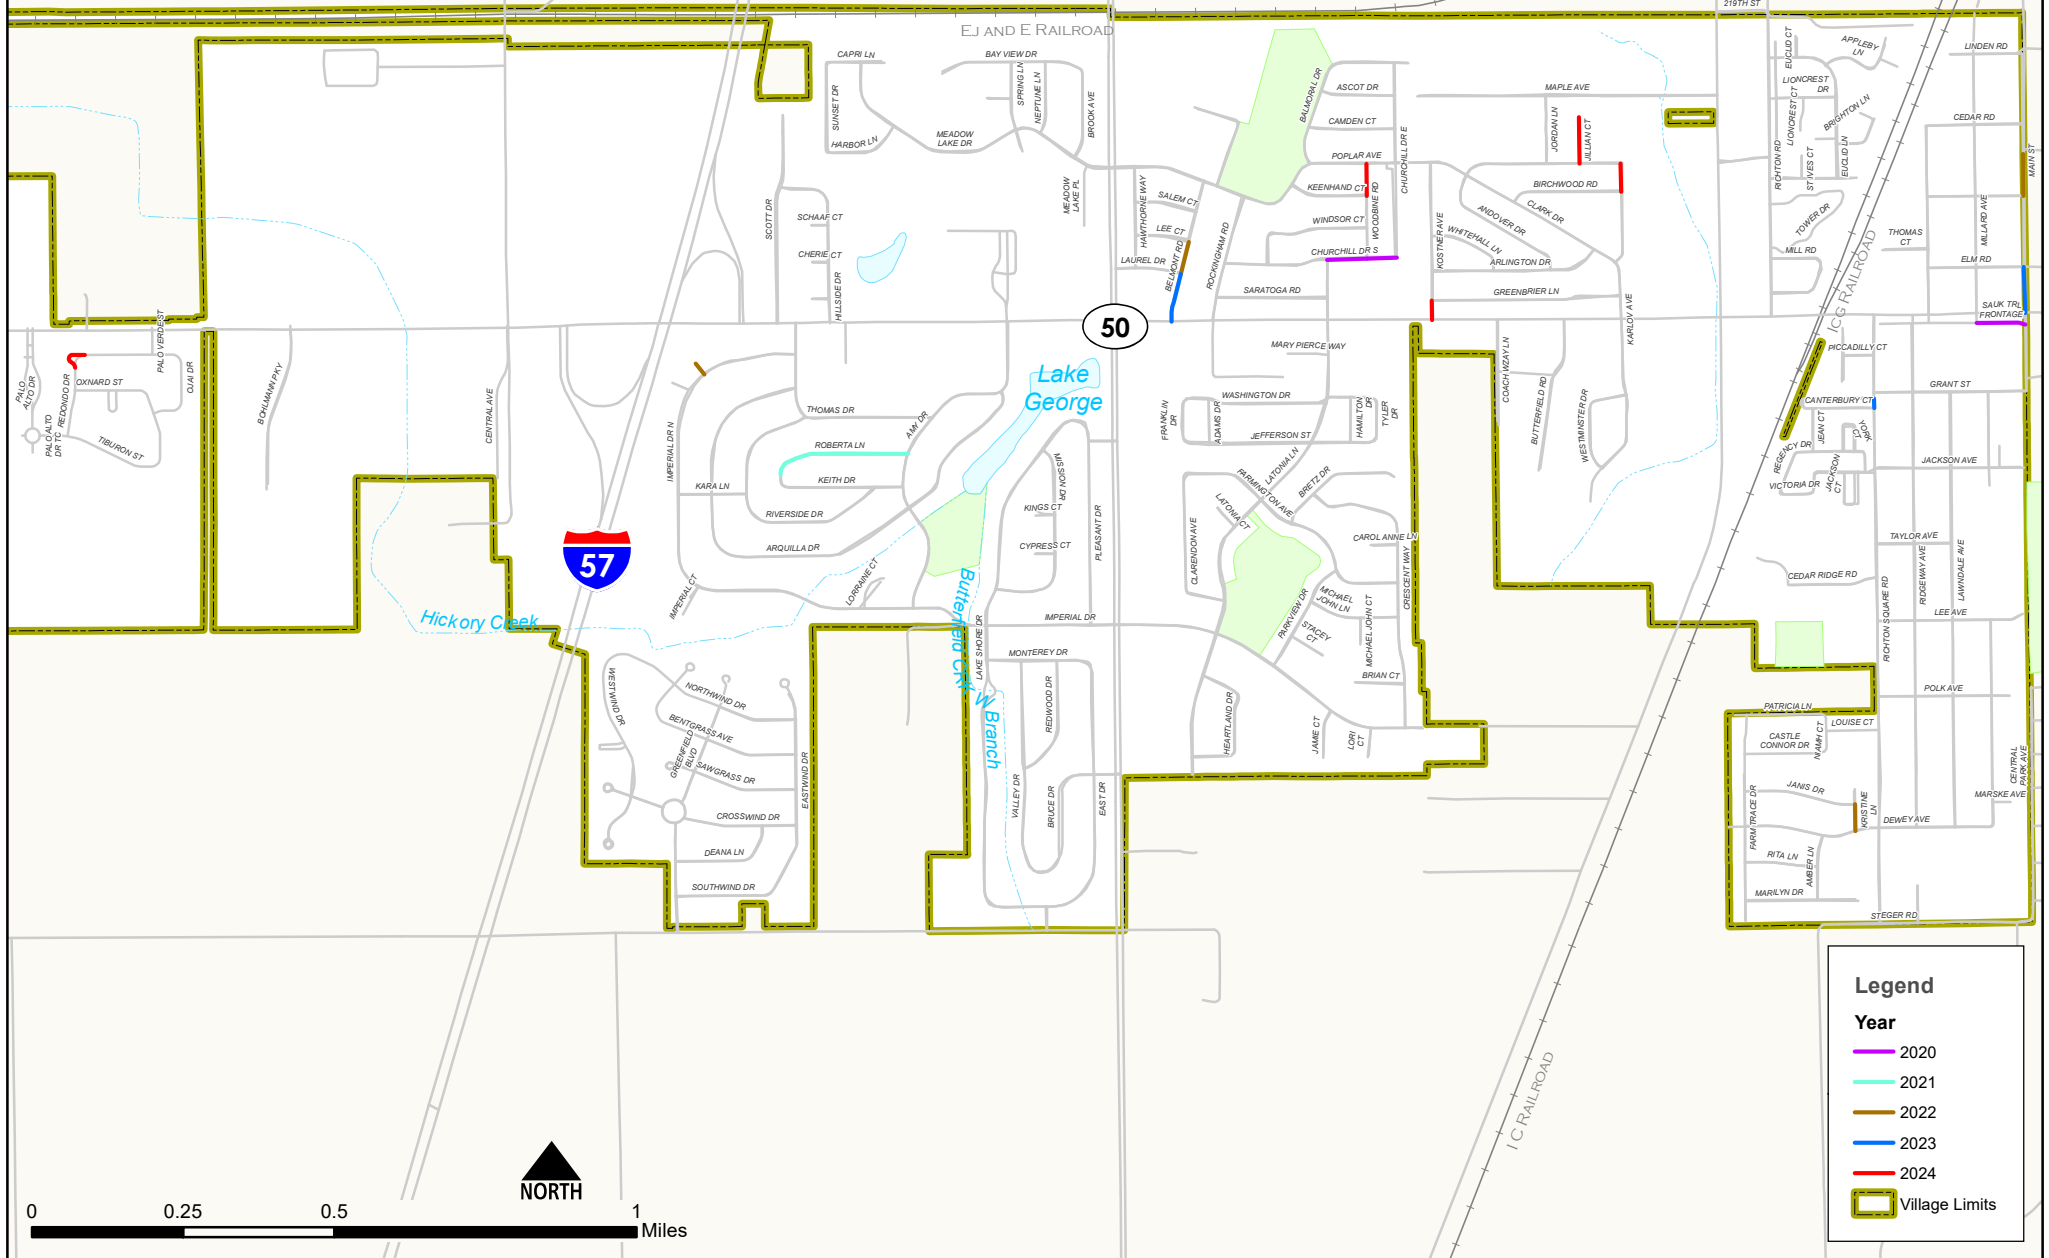 219TH ST
EJ AND E RAILROAD
CAPRI LN
BAY VIEW DR
SPRING LN
NEPTUNE LN
BROOK AVE
SUNSET DR
HARBOR LN
MEADOW
LAKE DR
BALMORAL DR
ASCOT DR
CAMDEN CT
POPLAR AVE
CHURCHILL DR E
MAPLE AVE
JORDAN LN
JILLIAN CT
EUCLID CT
APPLEBY
LN
LINDEN RD
LIONCREST
DR
LIONCREST CT
BRIGHTON LN
CEDAR RD
RICHTON RD
ST IVES CT
EUCLID LN
MAIN ST
MEADOW
LAKE PL
HAWTHORNE WAY
SALEM CT
LEE CT
LAUREL DR
BELMONT RD
ROCKINGHAM RD
KEENHAND CT
WOODBINE RD
WINDSOR CT
CHURCHILL DR S
SARATOGA RD
KOSTNER AVE
BIRCHWOOD RD
CLARK DR
ANDOVER DR
WHITEHALL LN
ARLINGTON DR
GREENBRIER LN
KARLOV AVE
TOWER DR
MILL RD
THOMAS
CT
MILLARD AVE
ELM RD
SAUK TRL
FRONTAGE
ICG RAILROAD
SCOTT DR
SCHAAF CT
CHERIE CT
HILLSIDE DR
50
PALO VERDE ST
PALO
ALTO DR
REDONDO DR
OXNARD ST
OJAI DR
PALO ALTO
DR TC
TIBURON ST
BOHLMANN PKY
CENTRAL AVE
IMPERIAL DR N
THOMAS DR
AMY DR
ROBERTA LN
KEITH DR
KARA LN
RIVERSIDE DR
ARQUILLA DR
Lake
George
MARY PIERCE WAY
WASHINGTON DR
FRANKLIN
DR
ADAMS DR
JEFFERSON ST
HAMILTON
DR
TYLER
DR
COACH WZAY LN
BUTTERFIELD RD
WESTMINSTER DR
PICCADILLY CT
GRANT ST
CANTERBURY CT
JEAN CT
YORK
CT
REGENCY DR
JACKSON
CT
VICTORIA DR
JACKSON AVE
MISSION DR
KINGS CT
CYPRESS CT
PLEASANT DR
LATONIA LN
FARMINGTON AVE
BRETZ DR
LATONIA CT
CLARENDON AVE
CAROL ANNE LN
CRESCENT WAY
57
Hickory Creek
IMPERIAL CT
LORRAINE CT
Butterfield CRK W Branch
LAKE SHORE DR
IMPERIAL DR
MICHAEL
JOHN LN
PARKVIEW DR
STACEY
CT
MICHAEL JOHN CT
BRIAN CT
TAYLOR AVE
CEDAR RIDGE RD
RICHTON SQUARE RD
RIDGEWAY AVE
LAWNDALE AVE
LEE AVE
MONTEREY DR
REDWOOD DR
WESTWIND DR
NORTHWIND DR
BENTGRASS AVE
GREENFIELD
BLVD
SAWGRASS DR
EASTWIND DR
CROSSWIND DR
DEANA LN
SOUTHWIND DR
VALLEY DR
BRUCE DR
EAST DR
HEARTLAND DR
JAMIE CT
LORI
CT
POLK AVE
PATRICIA LN
LOUISE CT
CASTLE
CONNOR DR
NIAMH CT
CENTRAL
PARK AVE
JANIS DR
MARSKE AVE
FARM TRACE DR
KRISTINE
LN
DEWEY AVE
RITA LN
AMBER LN
MARILYN DR
STEGER RD
I C RAILROAD
Legend
Year
2020
2021
2022
2023
2024
Village Limits
NORTH
0 0.25 0.5 1
Miles